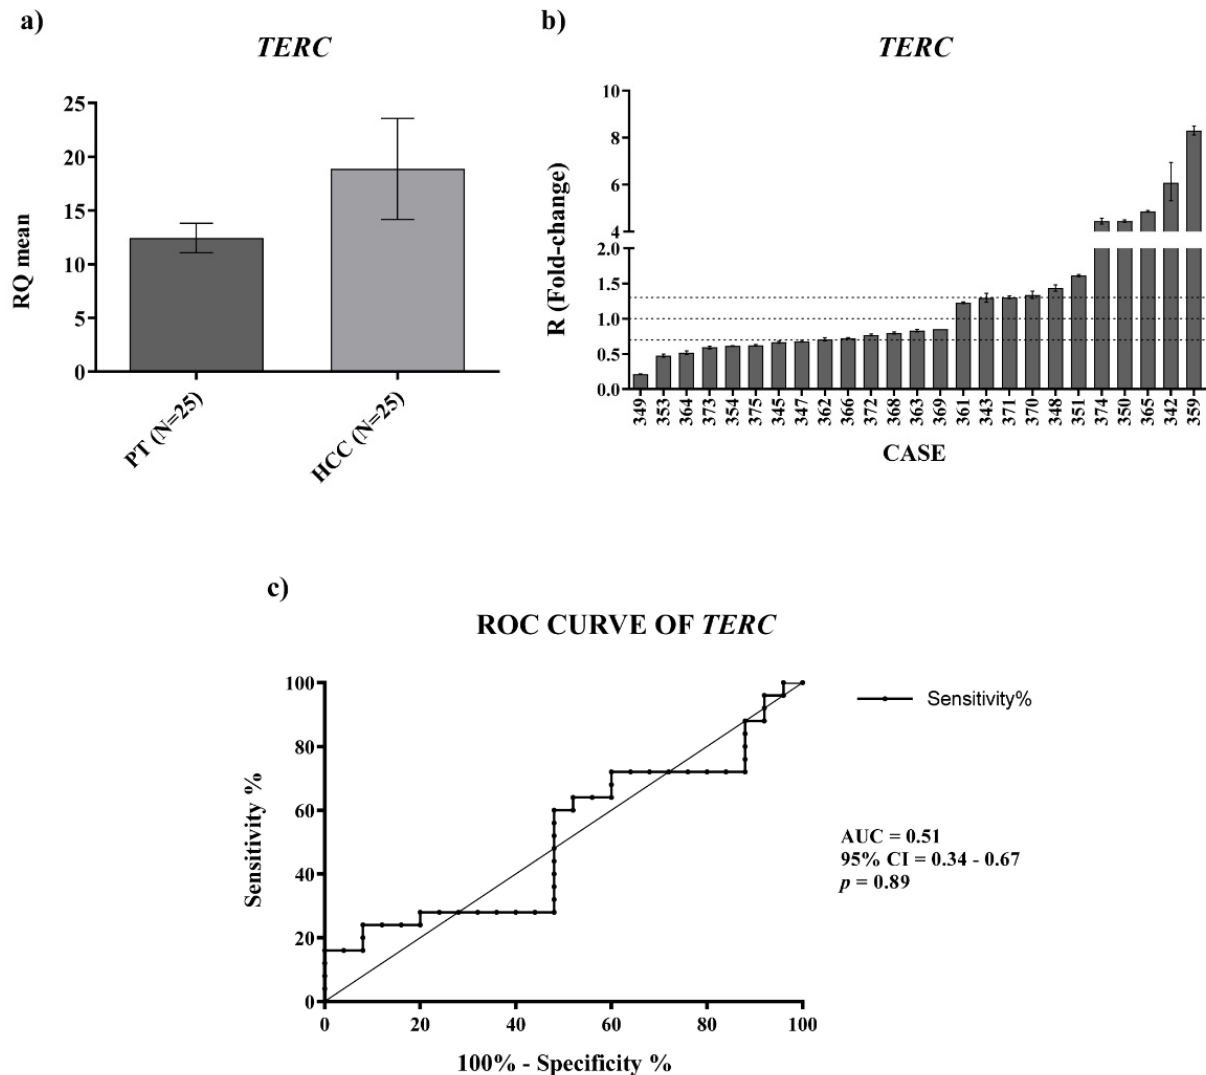 a)
TERC
RQ mean
25
20
15
10
5
0
PT (N=25)
HCC (N=25)
b)
TERC
R (Fold-change)
10
8
6
4
2.0
1.5
1.0
0.5
0.0
349 353 364 373 354 375 345 347 362 366 372 368 363 369 361 343 371 370 348 351 374 350 365 342 359
CASE
c)
ROC CURVE OF TERC
Sensitivity %
100
80
60
40
20
0
0 20 40 60 80 100
100% - Specificity %
Sensitivity%
AUC = 0.51
95% CI = 0.34 - 0.67
p = 0.89